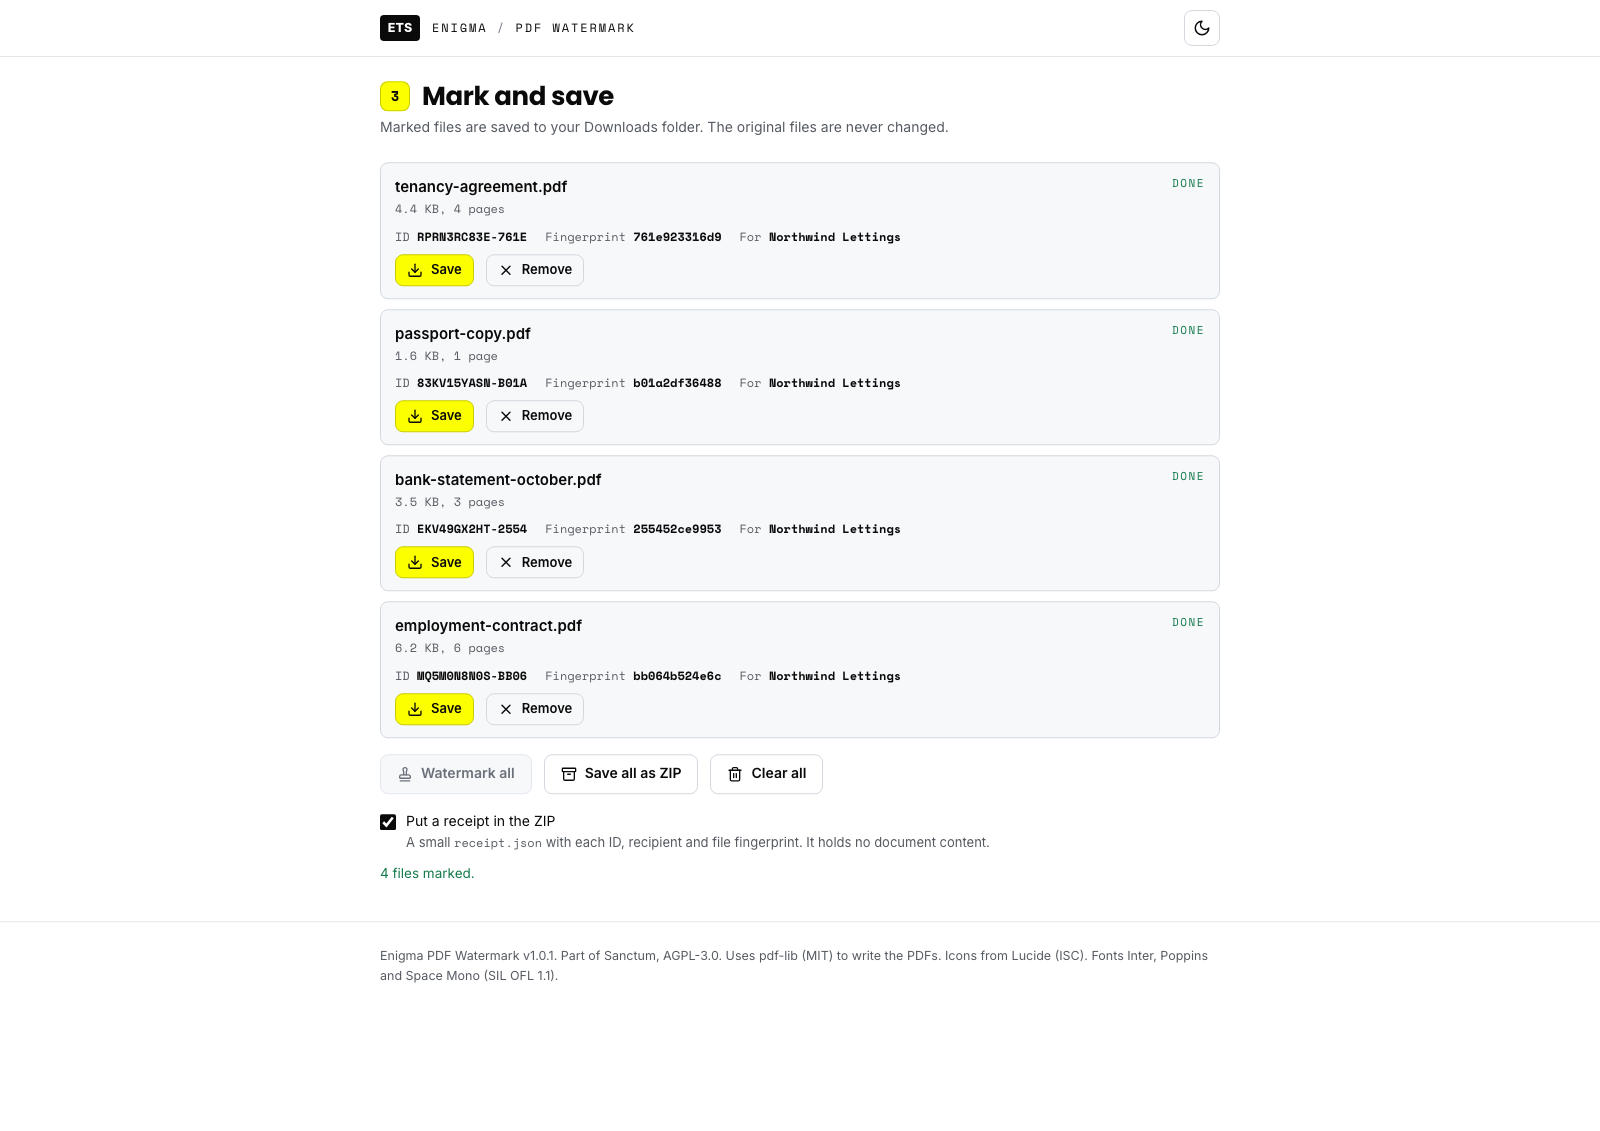 ETS ENIGMA / PDF WATERMARK
3 Mark and save
Marked files are saved to your Downloads folder. The original files are never changed.
tenancy-agreement.pdf DONE
4.4 KB, 4 pages
ID RPRN3RC83E-761E Fingerprint 761e923316d9 For Northwind Lettings
Save Remove
passport-copy.pdf DONE
1.6 KB, 1 page
ID 83KV15YASN-B01A Fingerprint b01a2df36488 For Northwind Lettings
Save Remove
bank-statement-october.pdf DONE
3.5 KB, 3 pages
ID EKV49GX2HT-2554 Fingerprint 255452ce9953 For Northwind Lettings
Save Remove
employment-contract.pdf DONE
6.2 KB, 6 pages
ID MQ5M0N8N0S-BB06 Fingerprint bb064b524e6c For Northwind Lettings
Save Remove
Watermark all Save all as ZIP Clear all
Put a receipt in the ZIP
A small receipt.json with each ID, recipient and file fingerprint. It holds no document content.
4 files marked.
Enigma PDF Watermark v1.0.1. Part of Sanctum, AGPL-3.0. Uses pdf-lib (MIT) to write the PDFs. Icons from Lucide (ISC). Fonts Inter, Poppins
and Space Mono (SIL OFL 1.1).